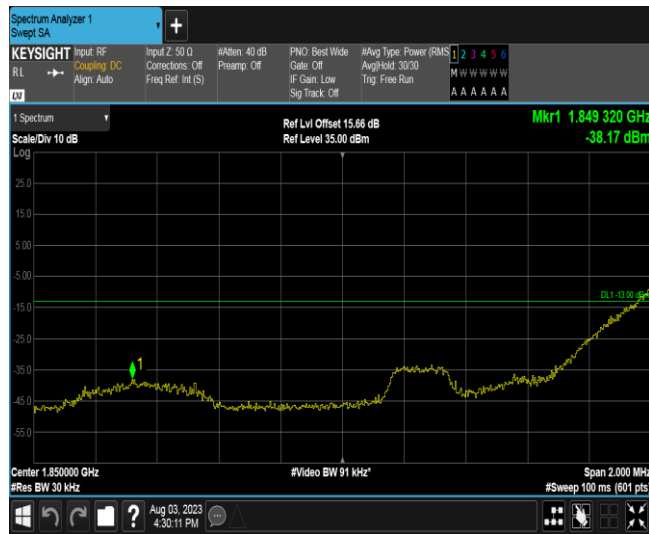 Spectrum Analyzer 1
Swept SA
KEYSIGHT
RL
LXI
Input: RF
Coupling: DC
Align: Auto
Input Z: 50 Ω
Corrections: Off
Freq Ref: Int (S)
#Atten: 40 dB
Preamp: Off
PNO: Best Wide
Gate: Off
IF Gain: Low
Sig Track: Off
#Avg Type: Power (RMS
Avg|Hold: 30/30
Trig: Free Run
1 2 3 4 5 6
M W W W W W
A A A A A A
1 Spectrum
Scale/Div 10 dB
Ref Lvl Offset 15.66 dB
Ref Level 35.00 dBm
Mkr1 1.849 320 GHz
-38.17 dBm
Log
25.0
15.0
5.00
-5.00
DL1 -13.00 dBm
-15.0
-25.0
-35.0
1
-45.0
-55.0
Center 1.850000 GHz
#Video BW 91 kHz*
Span 2.000 MHz
#Res BW 30 kHz
#Sweep 100 ms (601 pts
?
Aug 03, 2023
4:30:11 PM